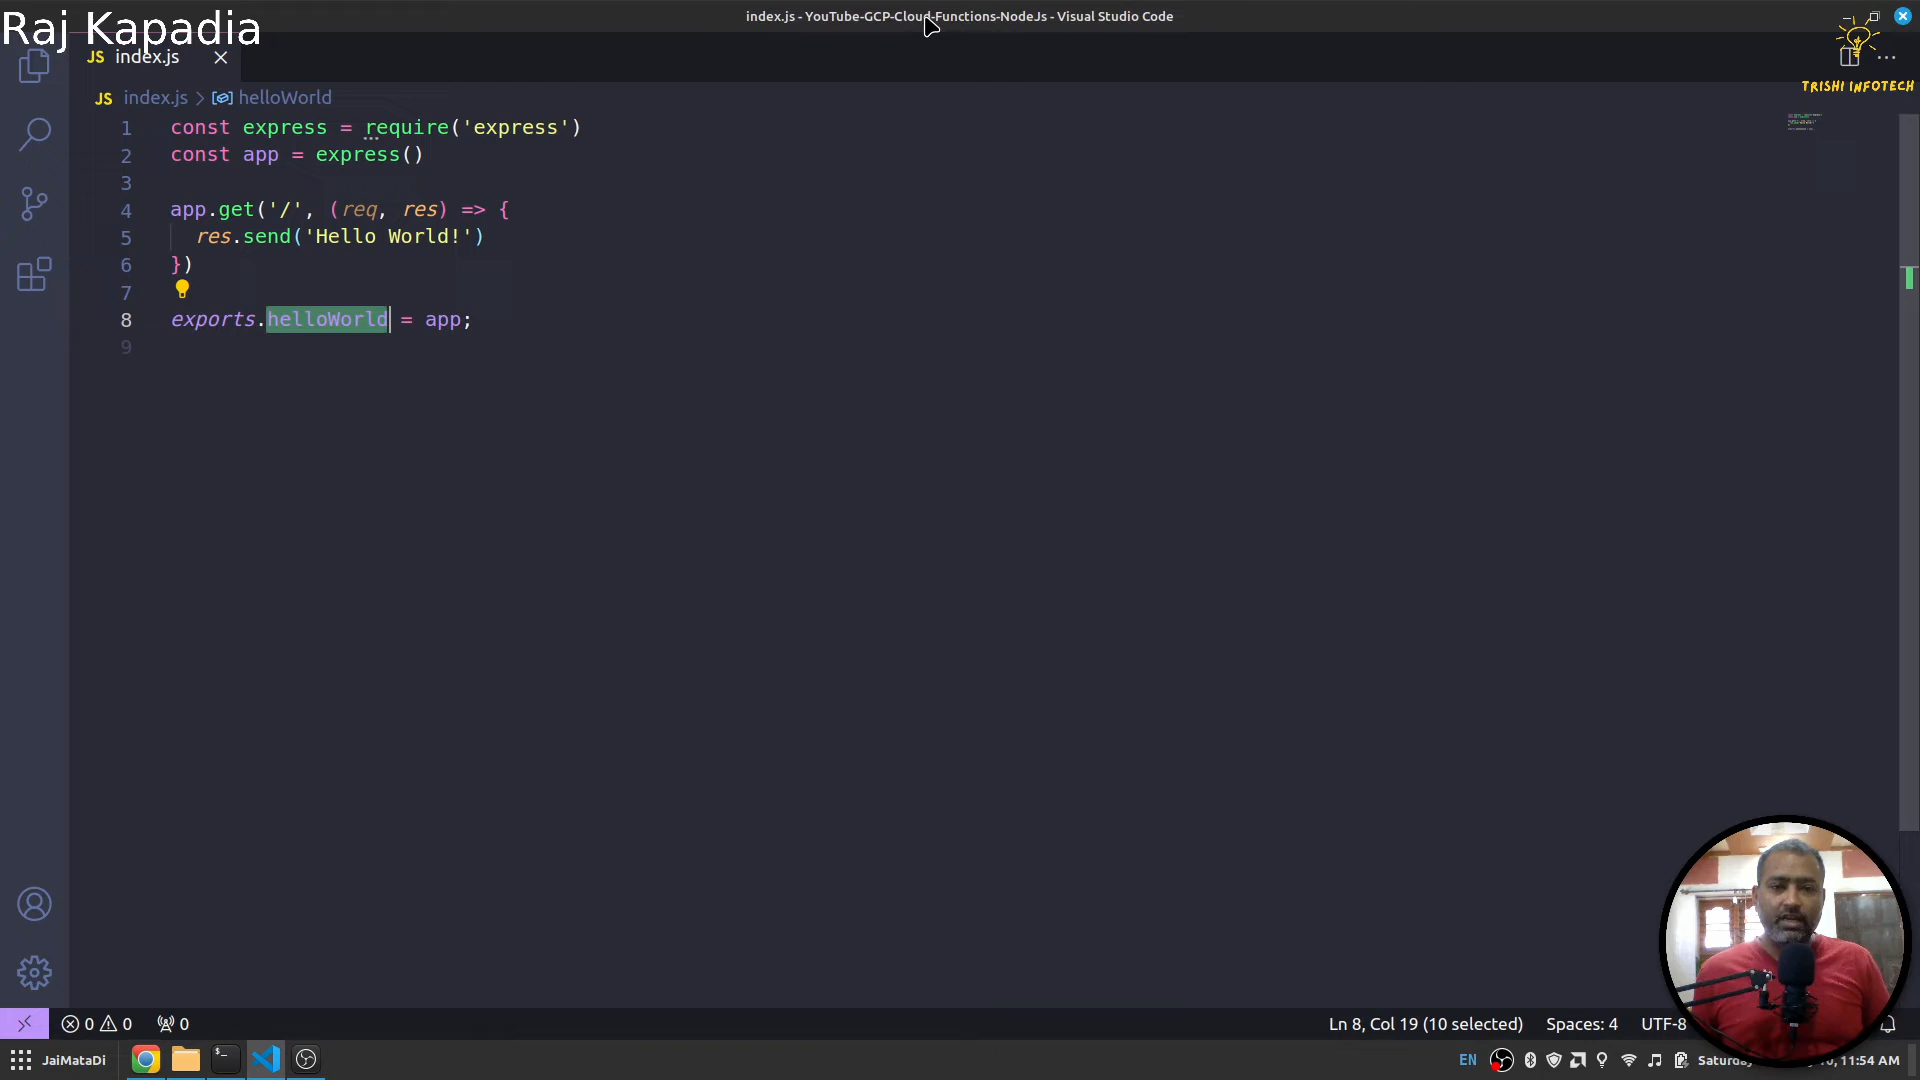 Raj Kapadia
index.js - YouTube-GCP-Cloud-Functions-NodeJs - Visual Studio Code
JS index.js
TRISHI INFOTECH
JS index.js > helloWorld
1 const express = require('express')
2 const app = express()
3
4 app.get('/', (req, res) => {
5 res.send('Hello World!')
6 })
7
8 exports.helloWorld = app;
9
0 0 0 Ln 8, Col 19 (10 selected) Spaces: 4 UTF-8
JaiMataDi EN 11:54 AM